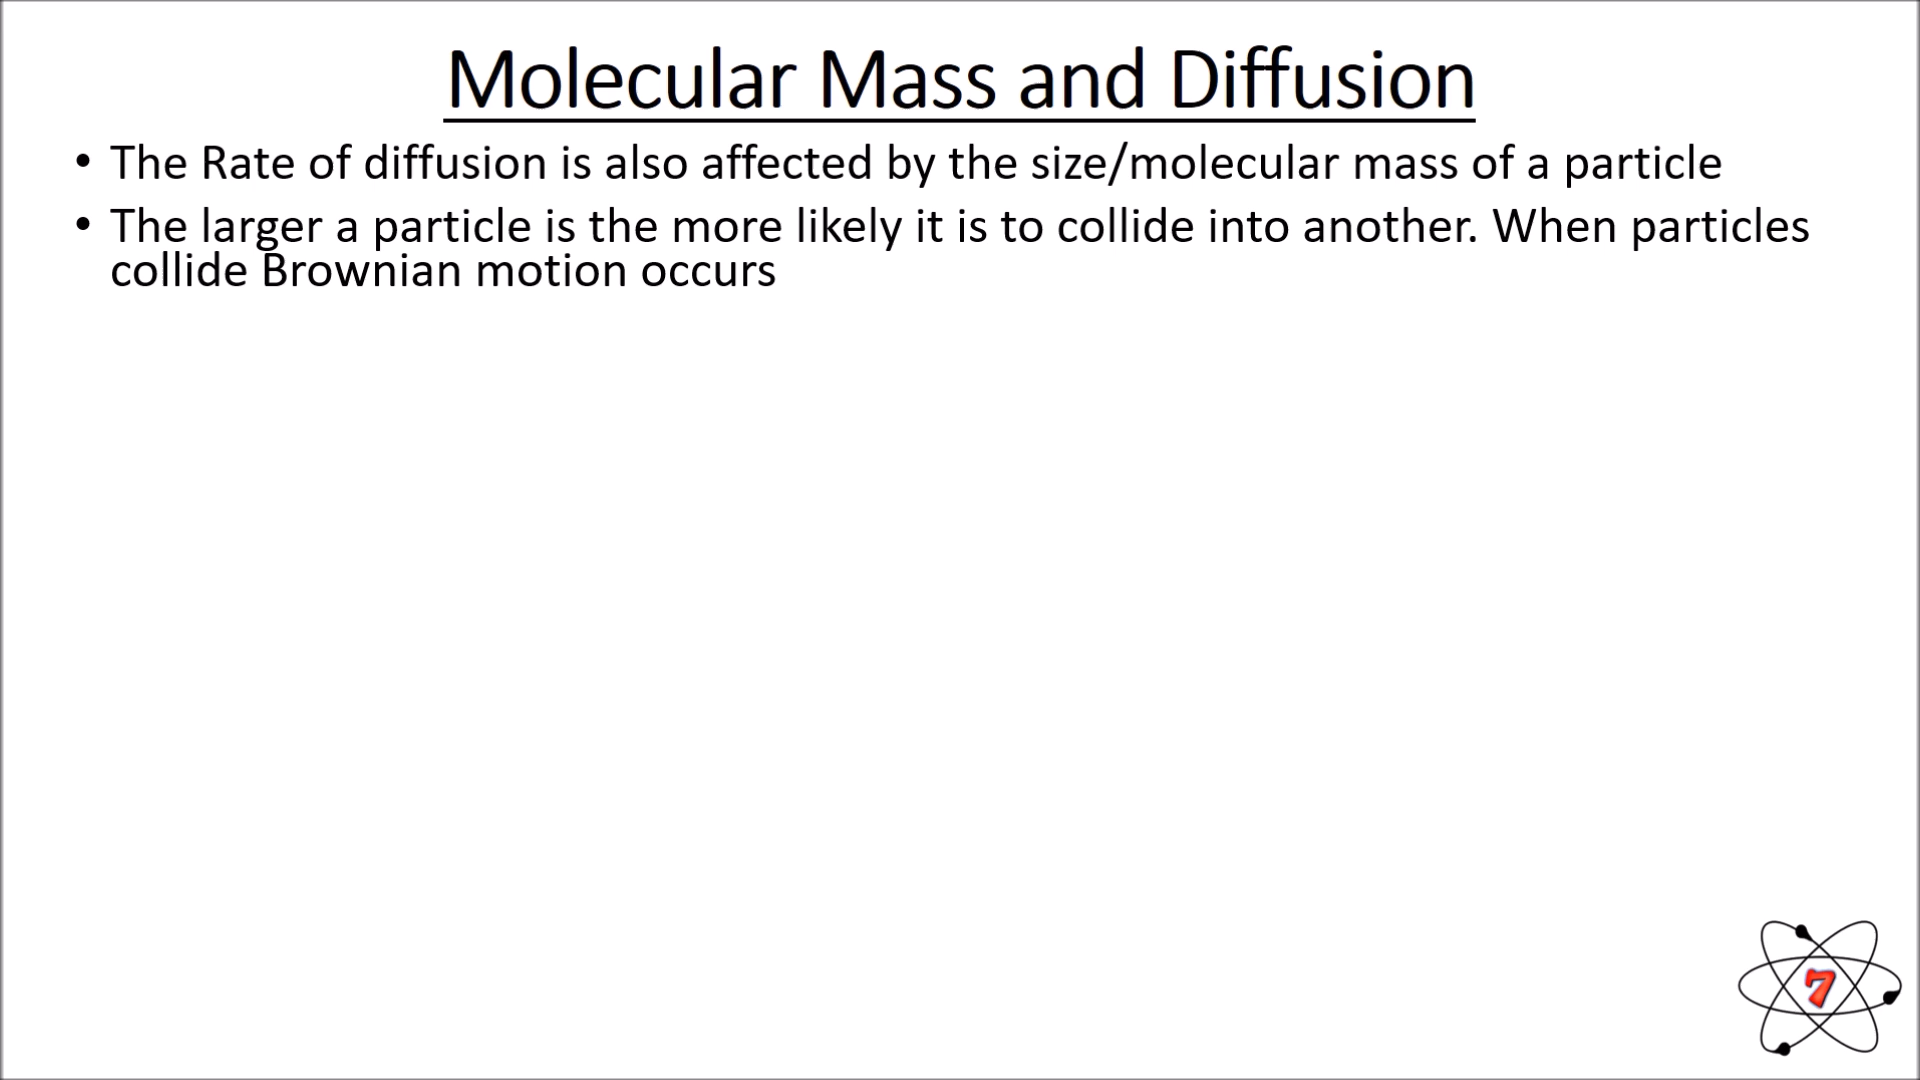 Molecular Mass and Diffusion
• The Rate of diffusion is also affected by the size/molecular mass of a particle
• The larger a particle is the more likely it is to collide into another. When particles
collide Brownian motion occurs
7